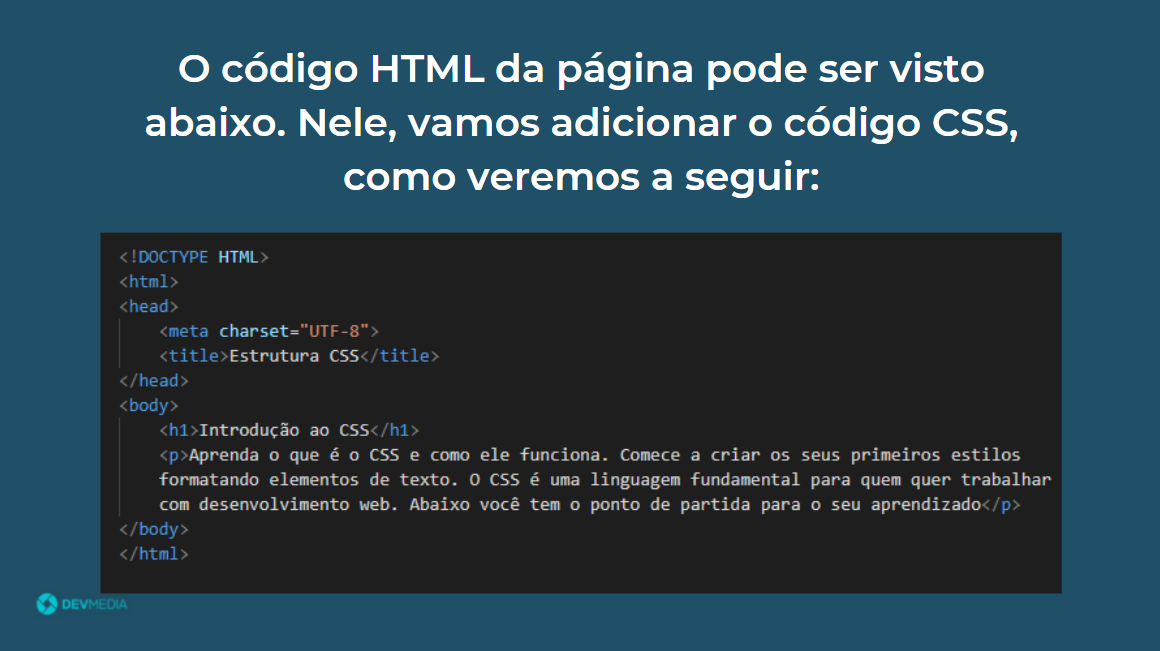 O código HTML da página pode ser visto
abaixo. Nele, vamos adicionar o código CSS,
como veremos a seguir:
<!DOCTYPE HTML>
<html>
<head>
    <meta charset="UTF-8">
    <title>Estrutura CSS</title>
</head>
<body>
    <h1>Introdução ao CSS</h1>
    <p>Aprenda o que é o CSS e como ele funciona. Comece a criar os seus primeiros estilos
    formatando elementos de texto. O CSS é uma linguagem fundamental para quem quer trabalhar
    com desenvolvimento web. Abaixo você tem o ponto de partida para o seu aprendizado</p>
</body>
</html>
DEVMEDIA